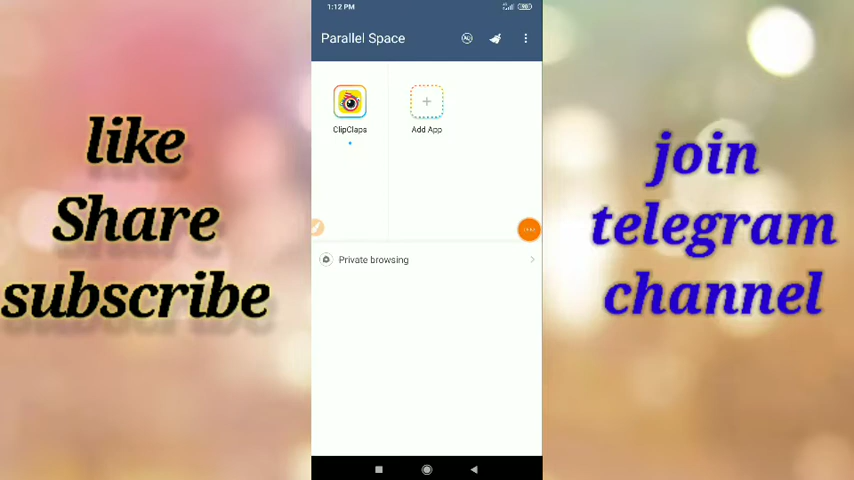 1:12 PM
Parallel Space
ClipClaps
Add App
Private browsing
like
Share
subscribe
join
telegram
channel